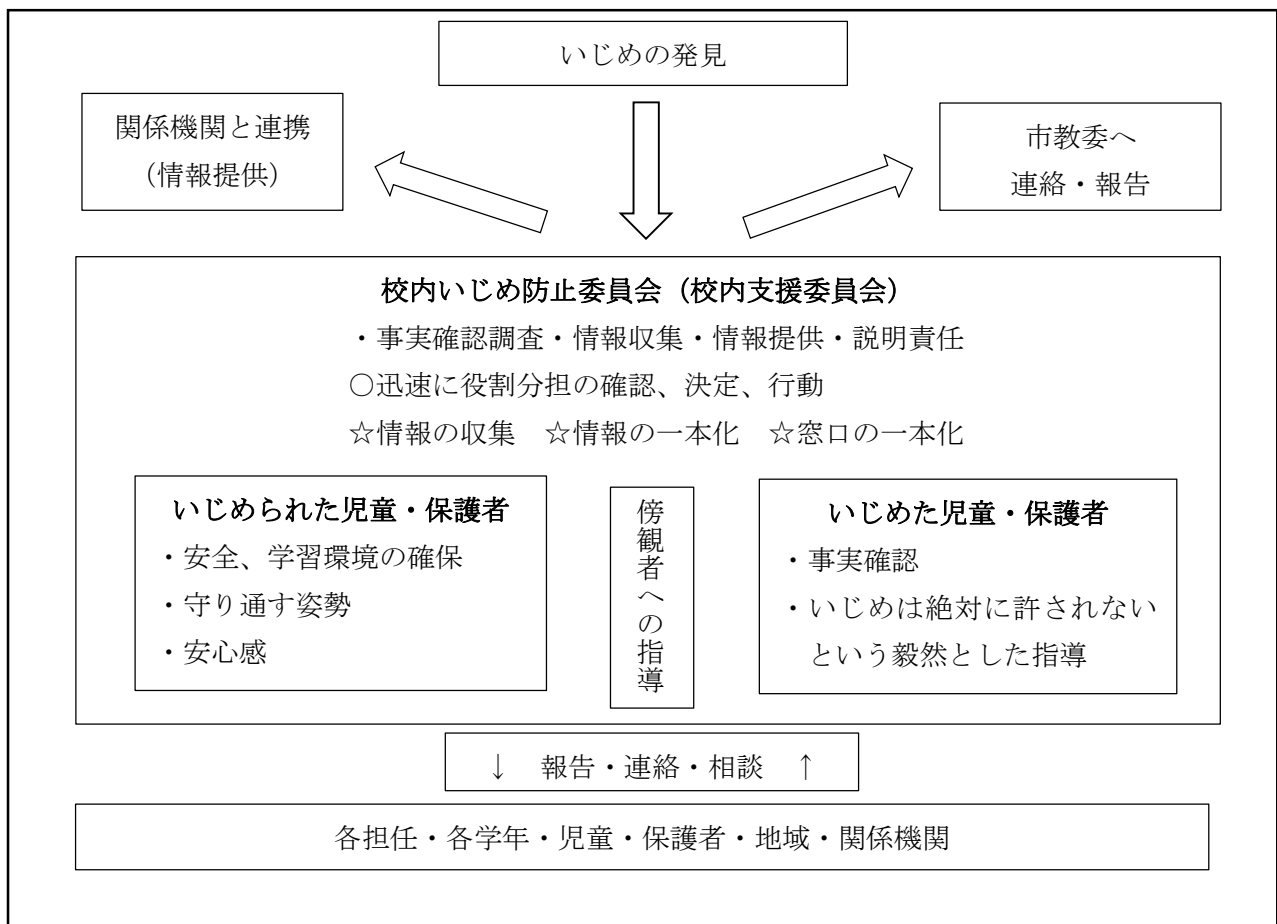 いじめの発見
関係機関と連携
（情報提供）
市教委へ
連絡・報告
校内いじめ防止委員会（校内支援委員会）
・事実確認調査・情報収集・情報提供・説明責任
○迅速に役割分担の確認、決定、行動
☆情報の収集　☆情報の一本化　☆窓口の一本化
いじめられた児童・保護者
・安全、学習環境の確保
・守り通す姿勢
・安心感
傍観者への指導
いじめた児童・保護者
・事実確認
・いじめは絶対に許されない
という毅然とした指導
↓　報告・連絡・相談　↑
各担任・各学年・児童・保護者・地域・関係機関